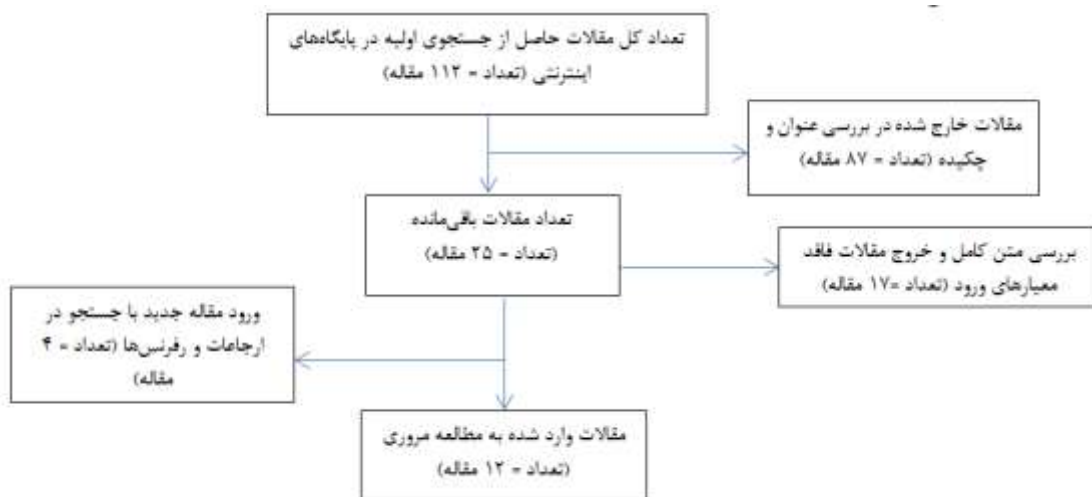 تعداد کل مقالات حاصل از جستجوی اولیه در پایگاه‌های
اینترنتی (تعداد = ۱۱۲ مقاله)
مقالات خارج شده در بررسی عنوان و
چکیده (تعداد = ۸۷ مقاله)
تعداد مقالات باقی‌مانده
(تعداد = ۲۵ مقاله)
بررسی متن کامل و خروج مقالات فاقد
معیارهای ورود (تعداد =۱۷ مقاله)
ورود مقاله جدید با جستجو در
ارجاعات و رفرنس‌ها (تعداد = ۴
مقاله)
مقالات وارد شده به مطالعه مروری
(تعداد = ۱۲ مقاله)